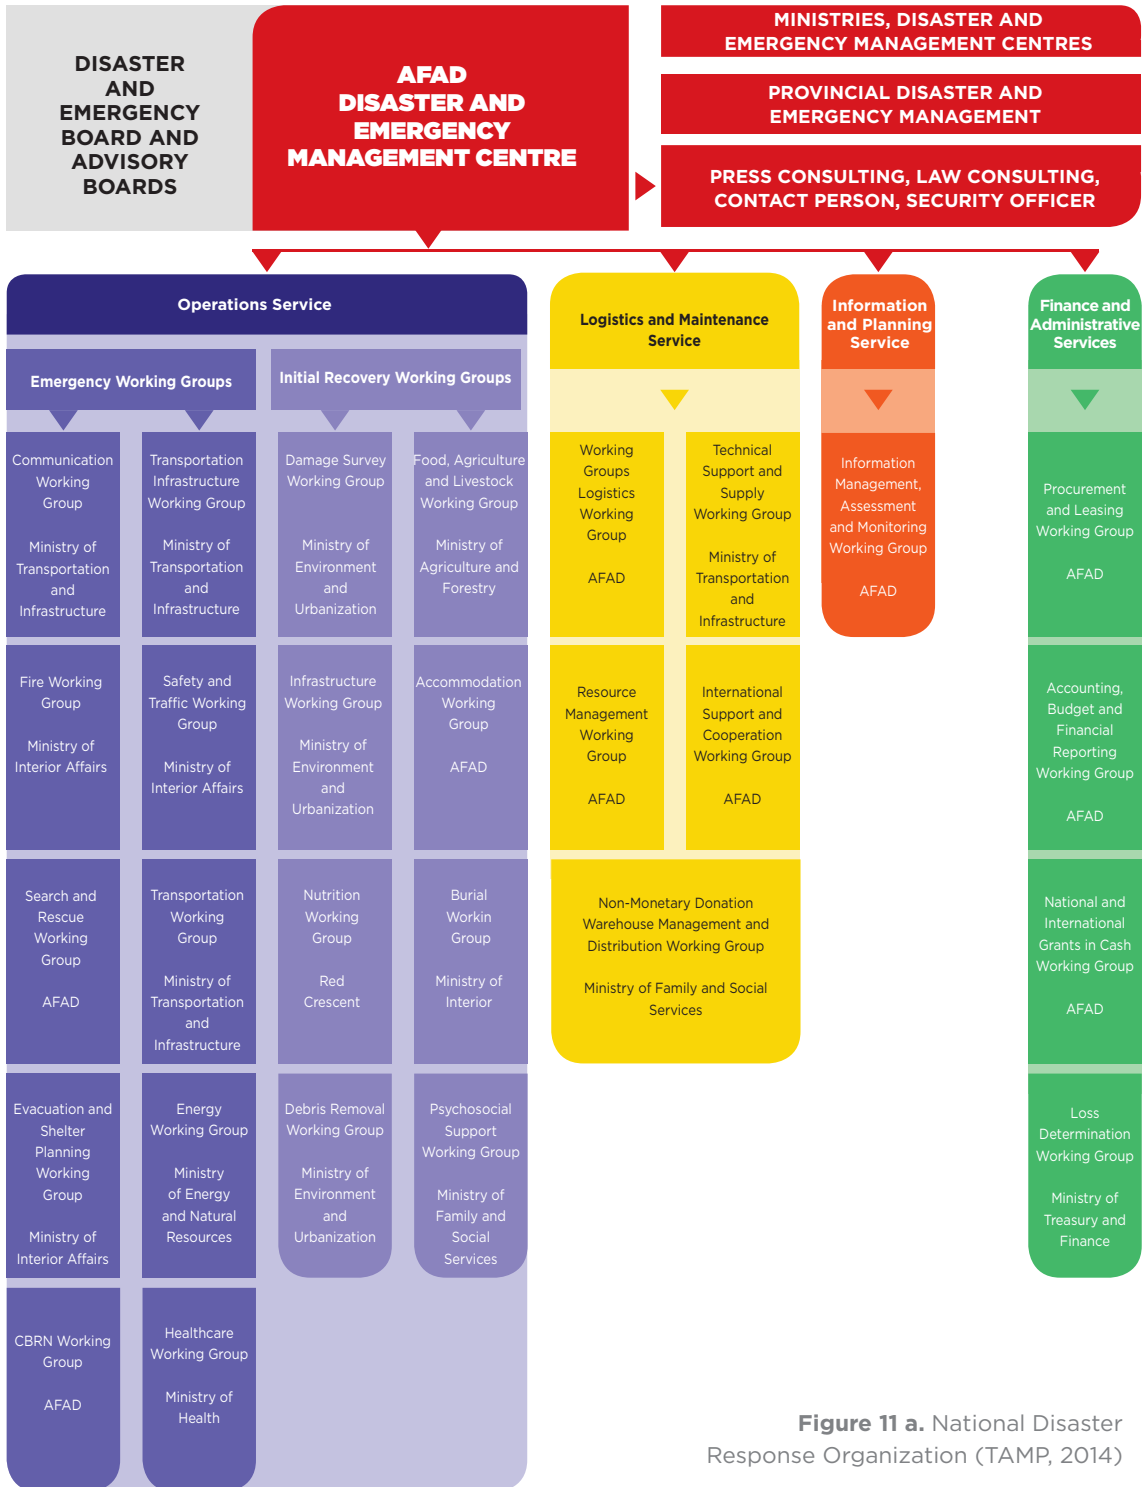 DISASTER
AND
EMERGENCY
BOARD AND
ADVISORY
BOARDS
AFAD
DISASTER AND
EMERGENCY
MANAGEMENT CENTRE
MINISTRIES, DISASTER AND
EMERGENCY MANAGEMENT CENTRES
PROVINCIAL DISASTER AND
EMERGENCY MANAGEMENT
PRESS CONSULTING, LAW CONSULTING,
CONTACT PERSON, SECURITY OFFICER
Operations Service
Emergency Working Groups
Communication
Working
Group
Ministry of
Transportation
and
Infrastructure
Transportation
Infrastructure
Working Group
Ministry of
Transportation
and
Infrastructure
Fire Working
Group
Ministry of
Interior Affairs
Safety and
Traffic Working
Group
Ministry of
Interior Affairs
Search and
Rescue
Working
Group
AFAD
Transportation
Working
Group
Ministry of
Transportation
and
Infrastructure
Evacuation and
Shelter
Planning
Working
Group
Ministry of
Interior Affairs
Energy
Working Group
Ministry
of Energy
and Natural
Resources
CBRN Working
Group
AFAD
Healthcare
Working Group
Ministry of
Health
Initial Recovery Working Groups
Damage Survey
Working Group
Ministry of
Environment
and
Urbanization
Food, Agriculture
and Livestock
Working Group
Ministry of
Agriculture and
Forestry
Infrastructure
Working Group
Ministry of
Environment
and
Urbanization
Accommodation
Working
Group
AFAD
Nutrition
Working
Group
Red
Crescent
Burial
Workin
Group
Ministry of
Interior
Debris Removal
Working Group
Ministry of
Environment
and
Urbanization
Psychosocial
Support
Working Group
Ministry of
Family and
Social
Services
Logistics and Maintenance
Service
Working
Groups
Logistics
Working
Group
AFAD
Technical
Support and
Supply
Working Group
Ministry of
Transportation
and
Infrastructure
Resource
Management
Working
Group
AFAD
International
Support and
Cooperation
Working Group
AFAD
Non-Monetary Donation
Warehouse Management and
Distribution Working Group
Ministry of Family and Social
Services
Information
and Planning
Service
Information
Management,
Assessment
and Monitoring
Working Group
AFAD
Finance and
Administrative
Services
Procurement
and Leasing
Working Group
AFAD
Accounting,
Budget and
Financial
Reporting
Working Group
AFAD
National and
International
Grants in Cash
Working Group
AFAD
Loss
Determination
Working Group
Ministry of
Treasury and
Finance
Figure 11 a. National Disaster
Response Organization (TAMP, 2014)